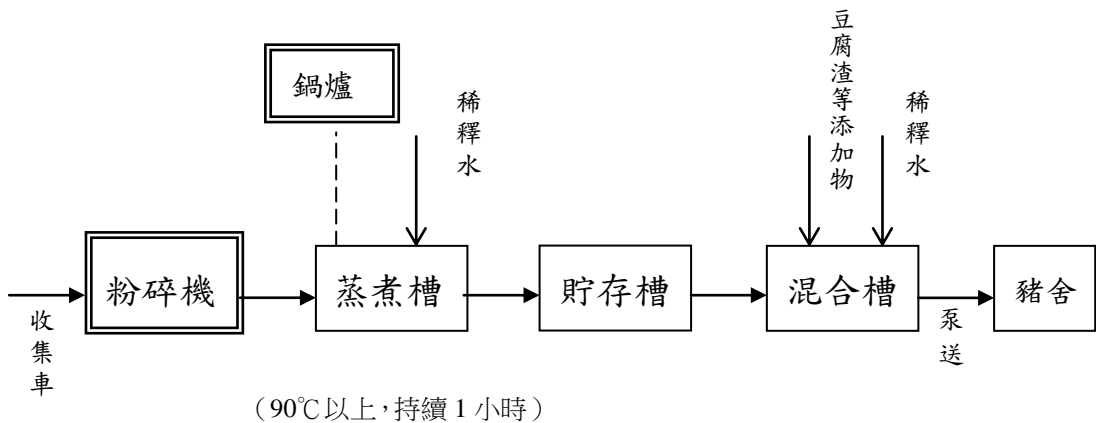 豆腐渣等添加物
鍋爐
稀釋水
稀釋水
粉碎機
蒸煮槽
貯存槽
混合槽
豬舍
收集車
泵送
（90℃以上，持續 1 小時）